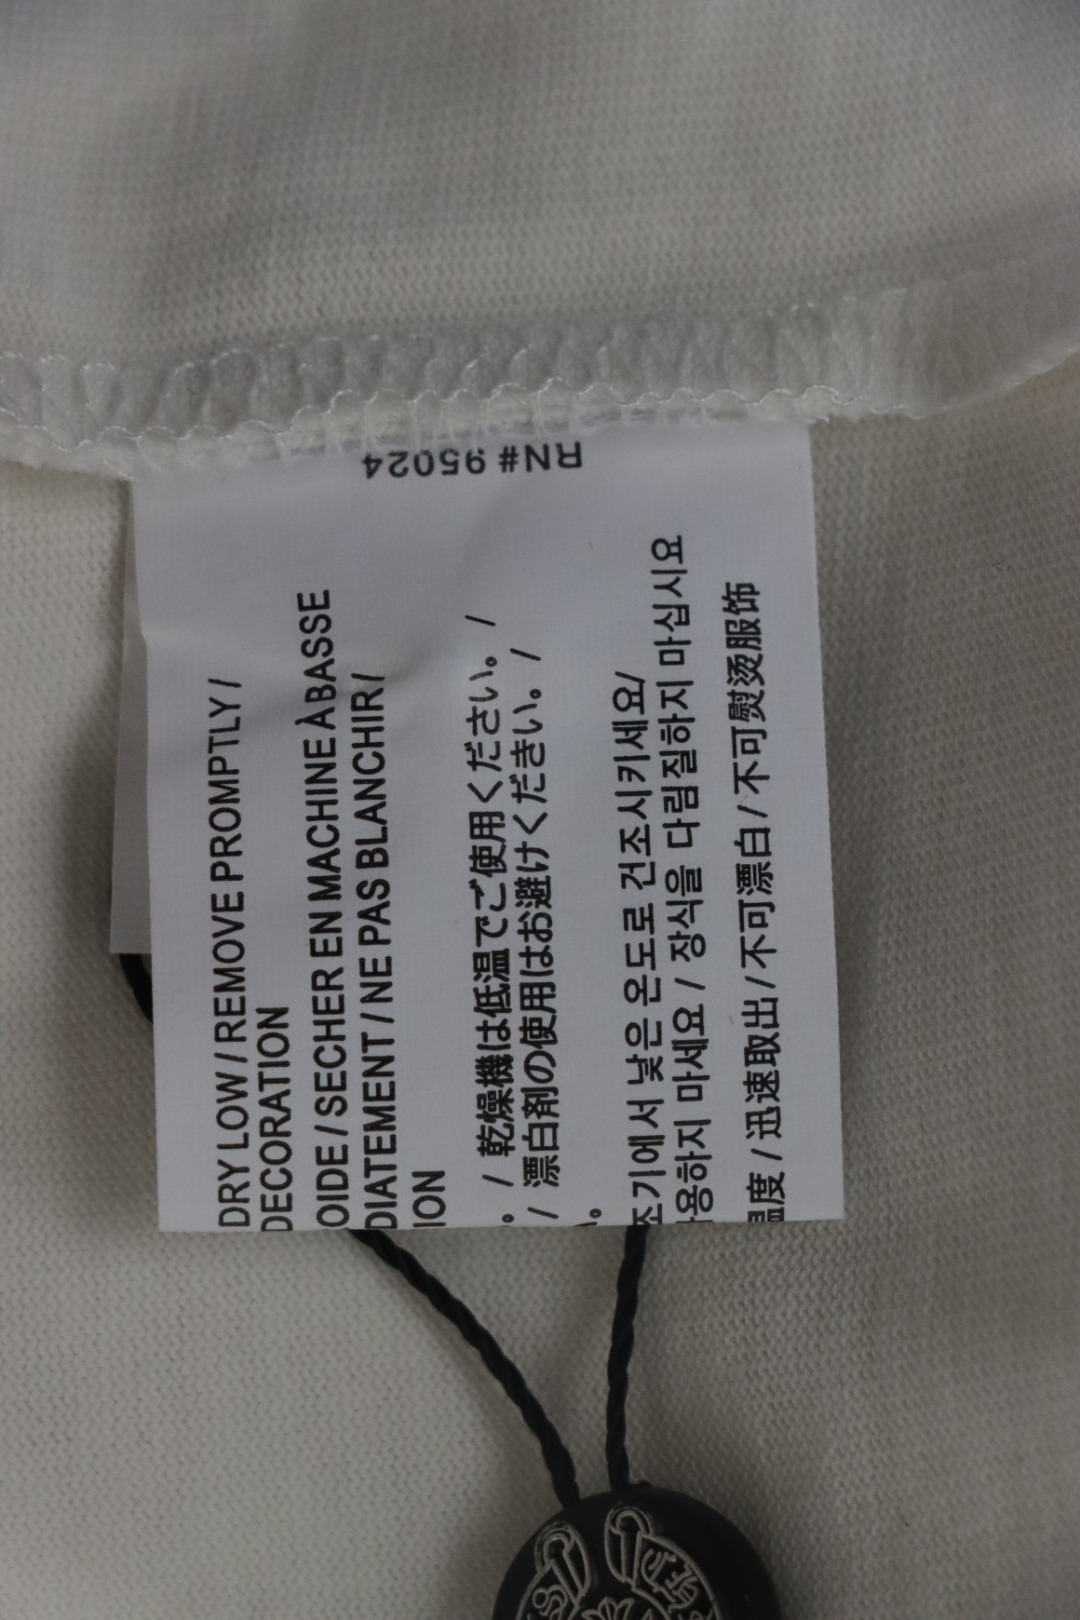 RN# 95024
DRY LOW / REMOVE PROMPTLY /
DECORATION
OIDE / SECHER EN MACHINE À BASSE
DIATEMENT / NE PAS BLANCHIR /
ION
。 / 乾燥機は低温でご使用ください。 /
/ 漂白剤の使用はお避けくだきい。 /
조기에서 낮은 온도로 건조시키세요/
용하지 마세요 / 장식을 다림질하지 마십시요
温度 / 迅速取出 / 不可漂白 / 不可熨烫服饰